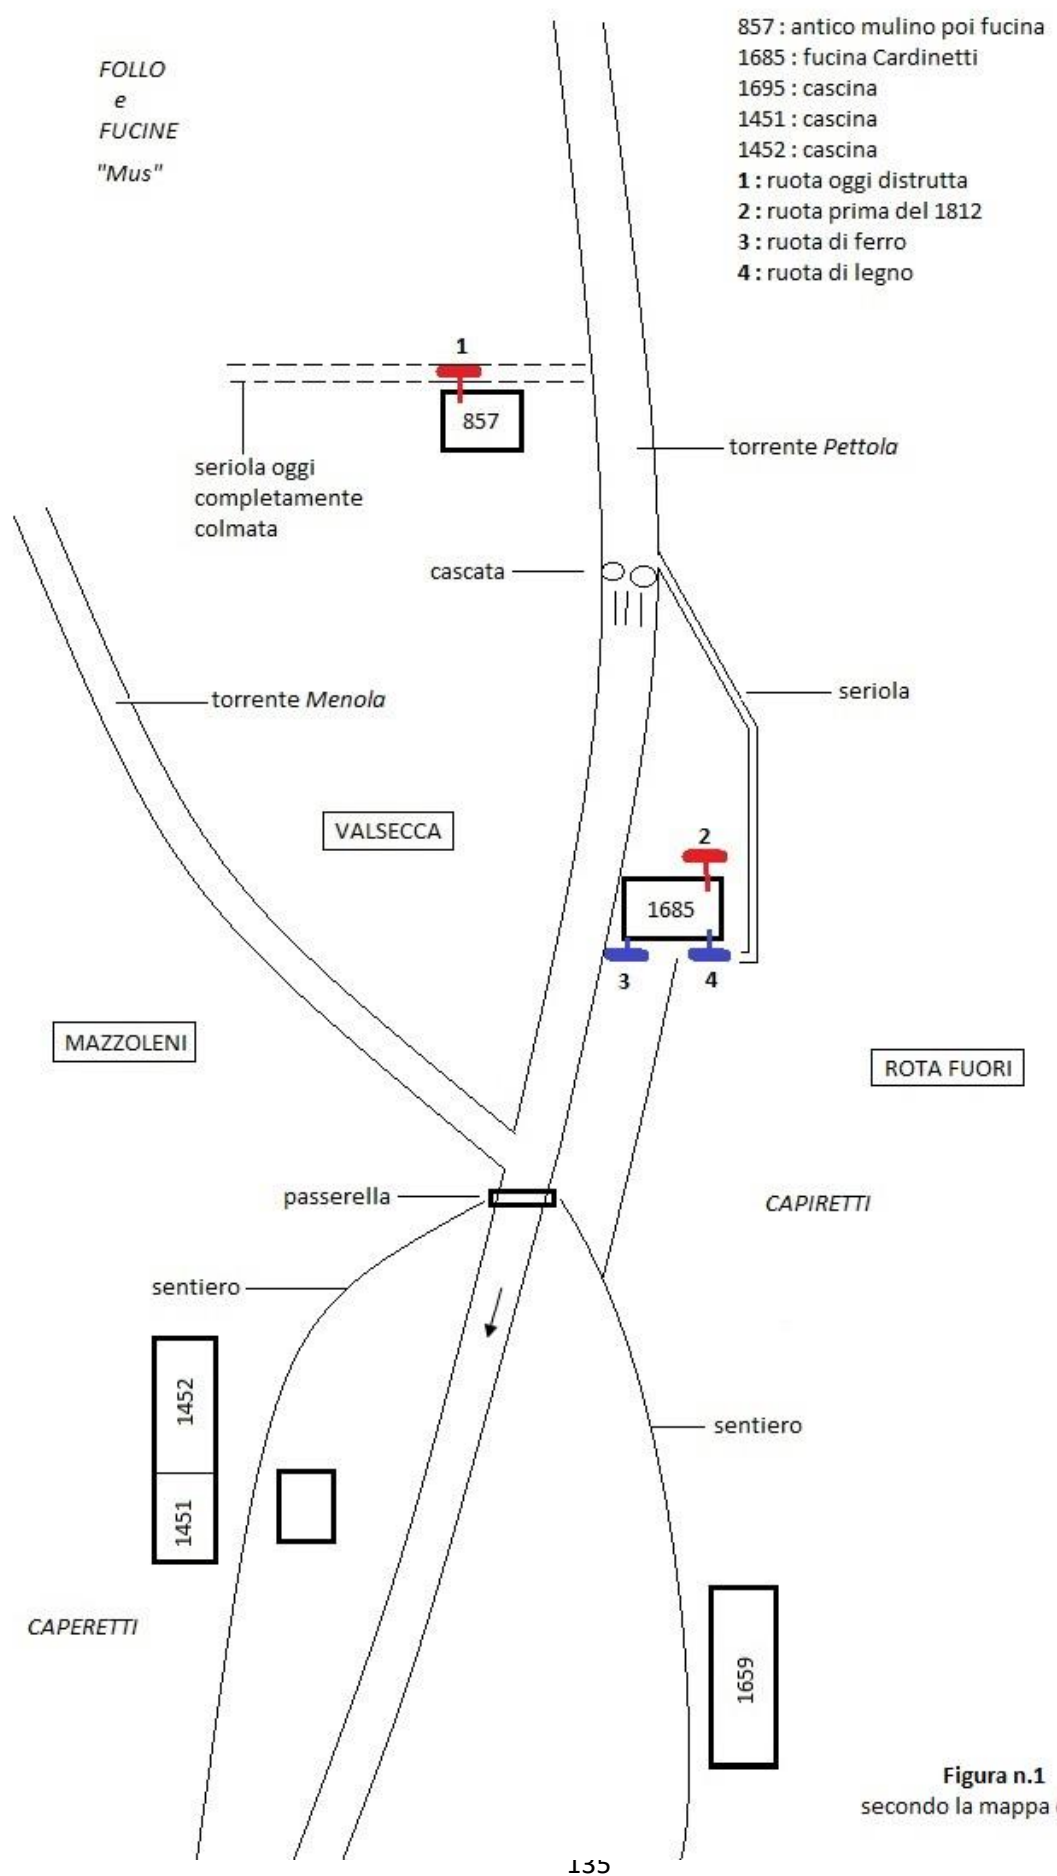 FOLLO
e
FUCINE
"Mus"
857 : antico mulino poi fucina
1685 : fucina Cardinetti
1695 : cascina
1451 : cascina
1452 : cascina
1 : ruota oggi distrutta
2 : ruota prima del 1812
3 : ruota di ferro
4 : ruota di legno
1
857
torrente Pettola
seriola oggi
completamente
colmata
cascata
seriola
torrente Menola
VALSECCA
2
1685
3
4
MAZZOLENI
ROTA FUORI
passerella
CAPIRETTI
sentiero
1452
sentiero
1451
CAPERETTI
1659
Figura n.1
secondo la mappa
135